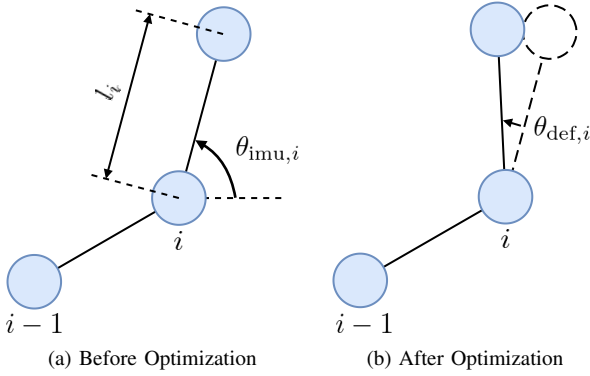 l_i
θ_imu,i
θ_def,i
i
i
i − 1
i − 1
(a) Before Optimization
(b) After Optimization